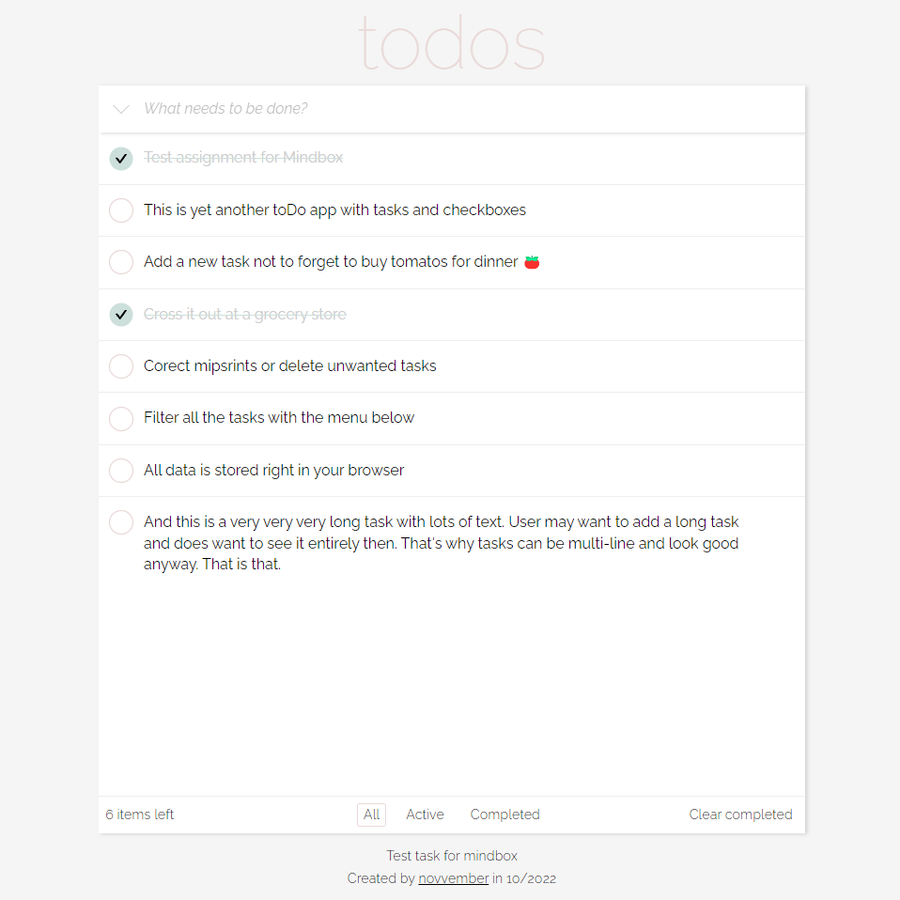 todos
What needs to be done?
Test assignment for Mindbox
This is yet another toDo app with tasks and checkboxes
Add a new task not to forget to buy tomatos for dinner 🍅
Cross it out at a grocery store
Corect mipsrints or delete unwanted tasks
Filter all the tasks with the menu below
All data is stored right in your browser
And this is a very very very long task with lots of text. User may want to add a long task
and does want to see it entirely then. That's why tasks can be multi-line and look good
anyway. That is that.
6 items left All Active Completed Clear completed
Test task for mindbox
Created by novvember in 10/2022